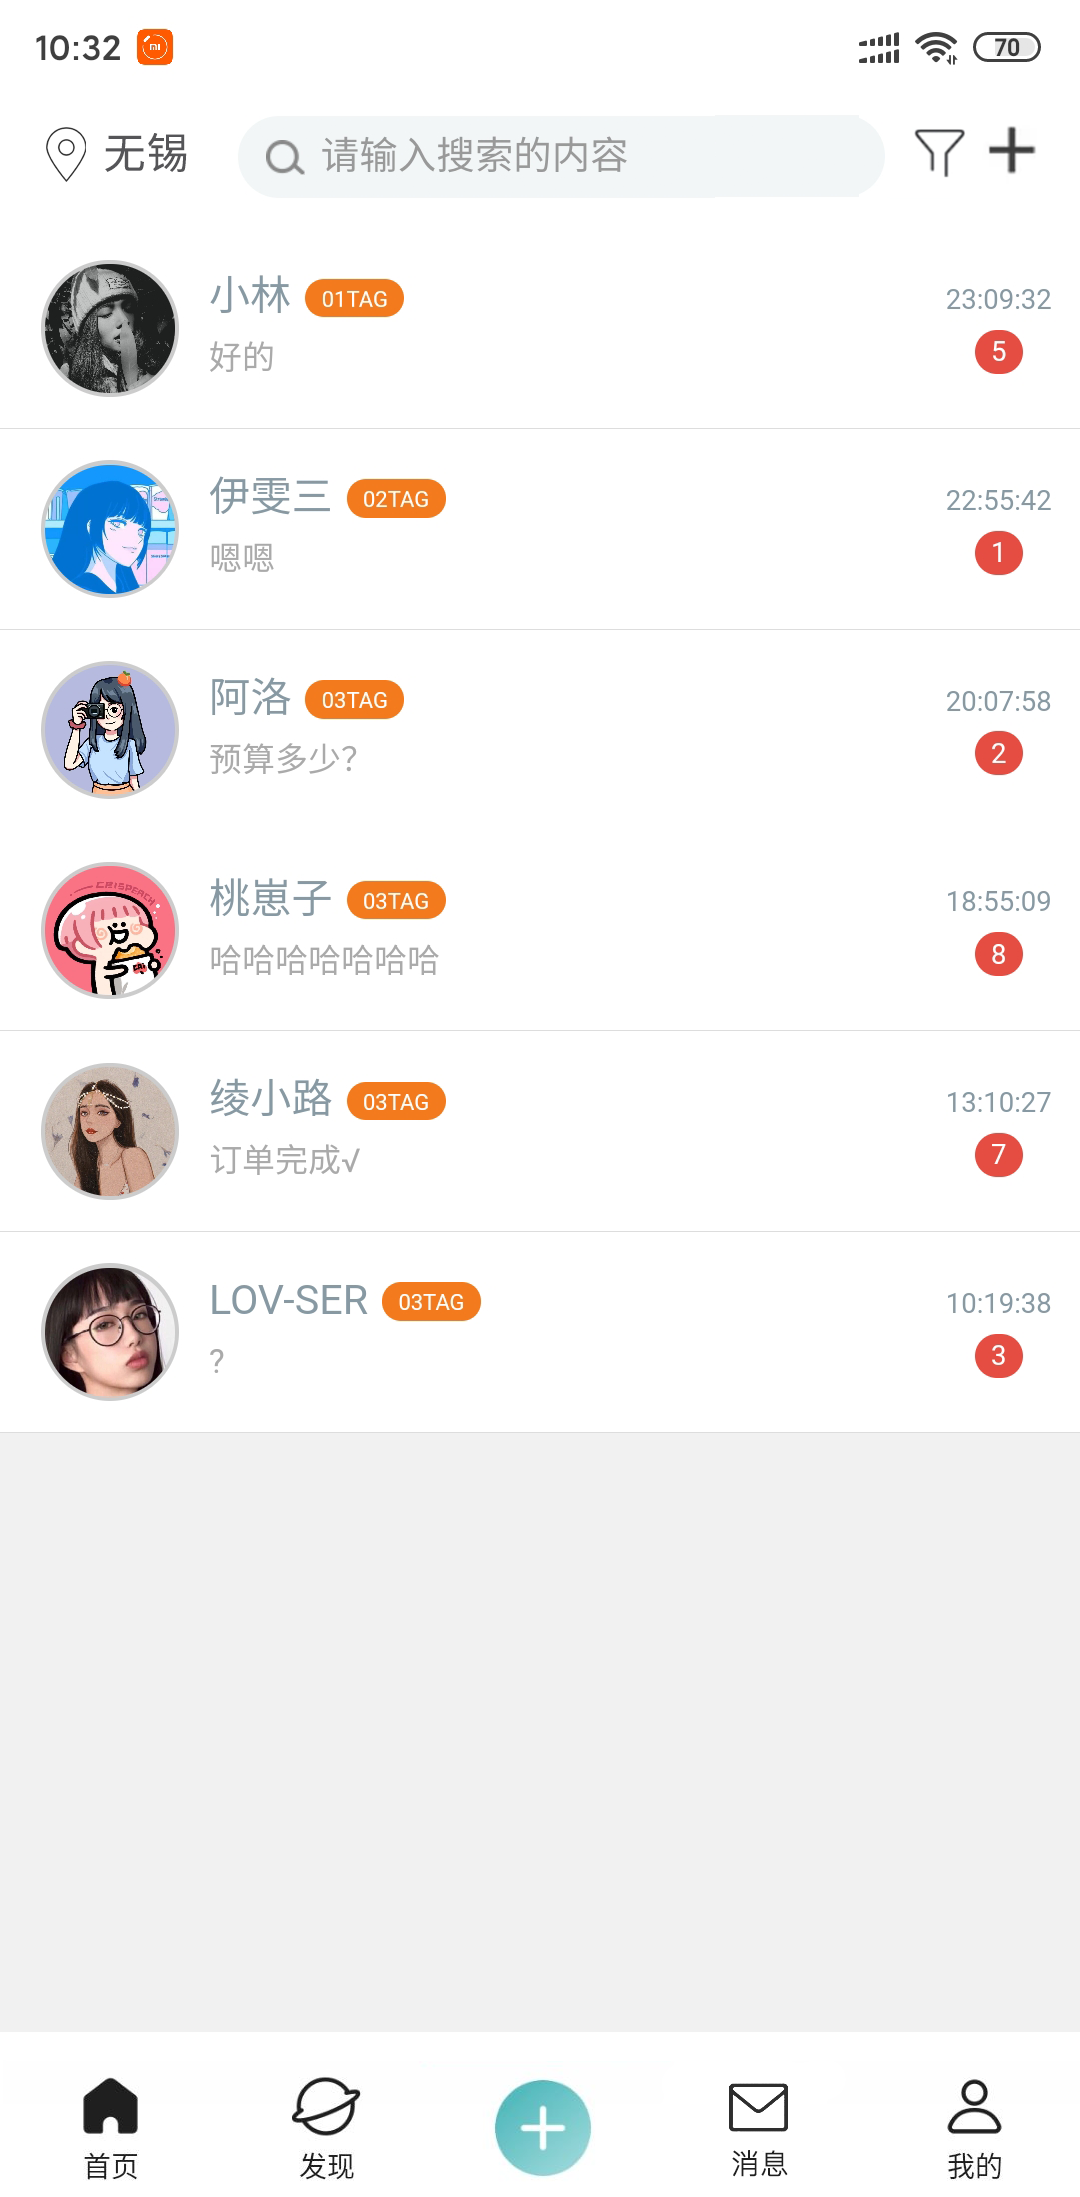 10:32
70
无锡
请输入搜索的内容
小林 01TAG 23:09:32
好的 5
伊雯三 02TAG 22:55:42
嗯嗯 1
阿洛 03TAG 20:07:58
预算多少? 2
CRISPEACH
桃崽子 03TAG 18:55:09
哈哈哈哈哈哈哈 8
绫小路 03TAG 13:10:27
订单完成√ 7
LOV-SER 03TAG 10:19:38
? 3
首页 发现 消息 我的